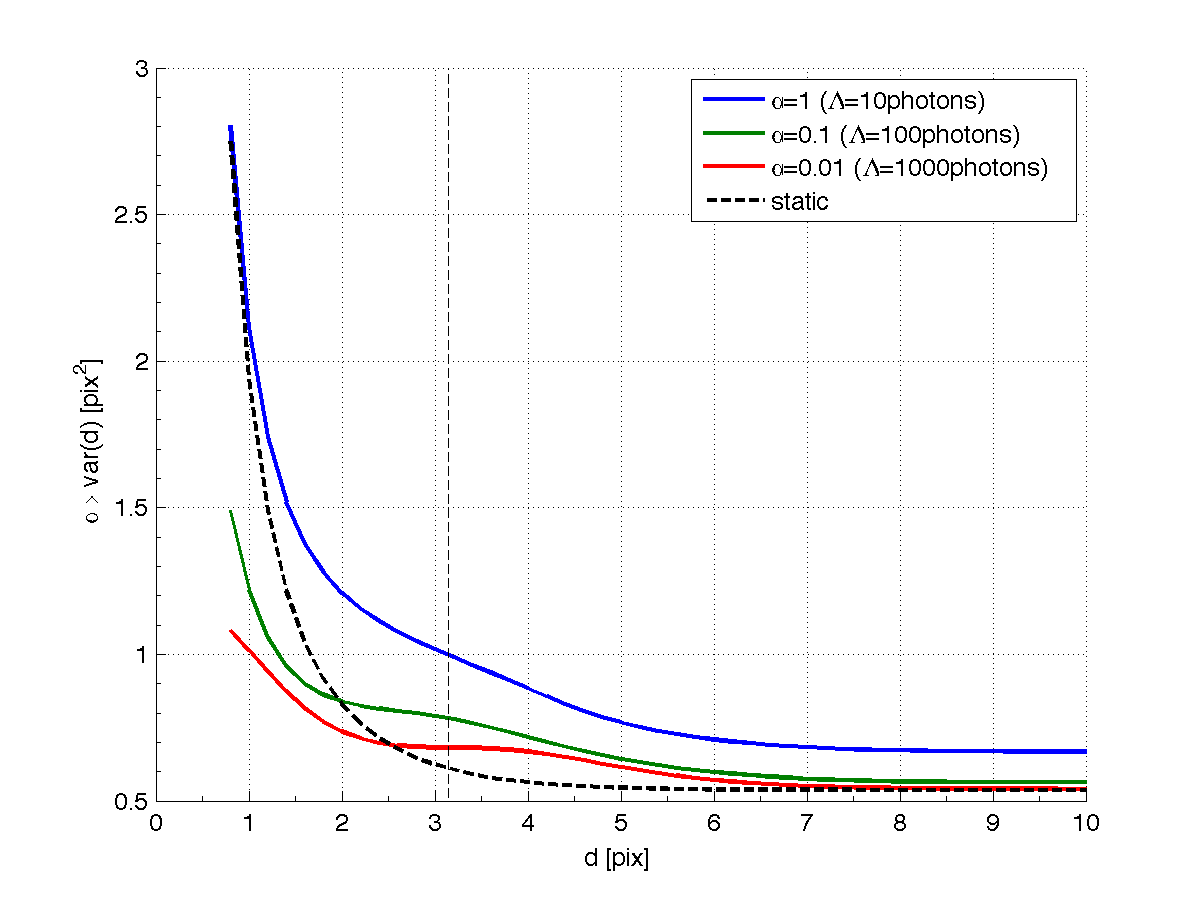 3
2.5
2
1.5
1
0.5
0 1 2 3 4 5 6 7 8 9 10
d [pix]
ο > var(d) [pix²]
α=1 (Λ=10photons)
α=0.1 (Λ=100photons)
α=0.01 (Λ=1000photons)
static